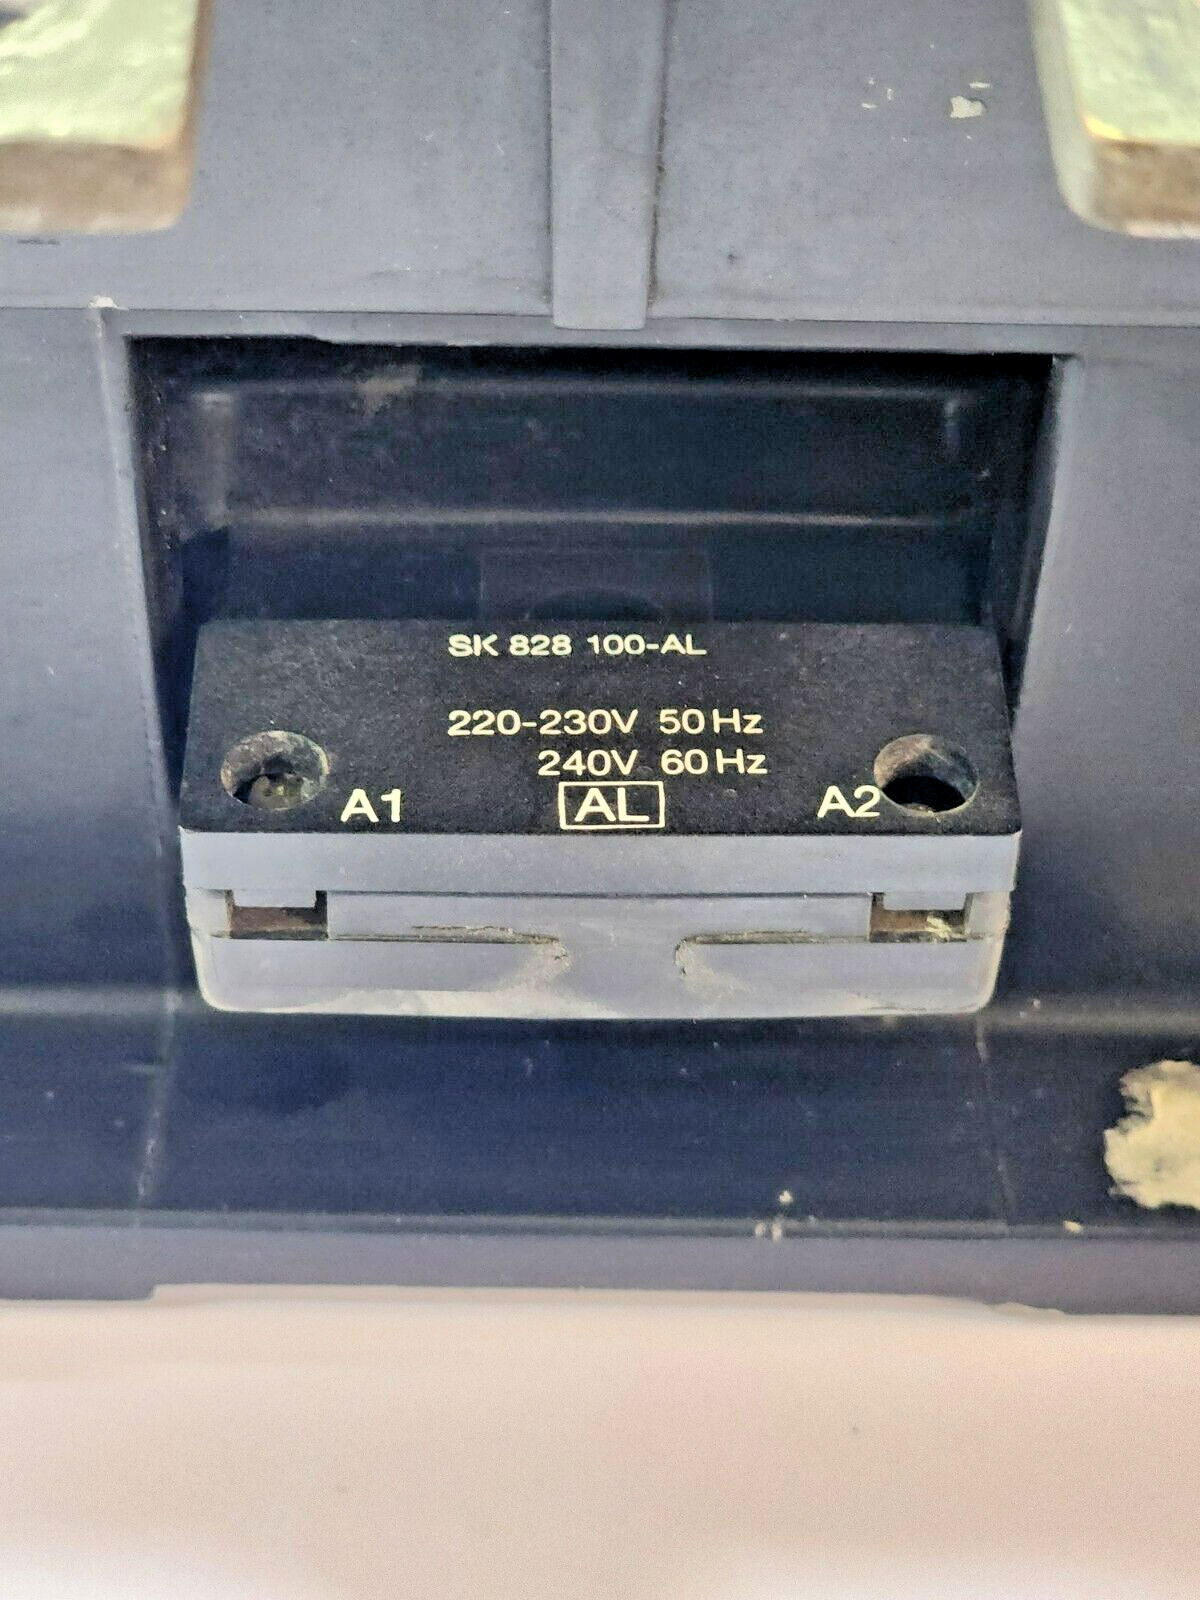 SK 828 100-AL
220-230V 50Hz
240V 60Hz
A1 AL A2